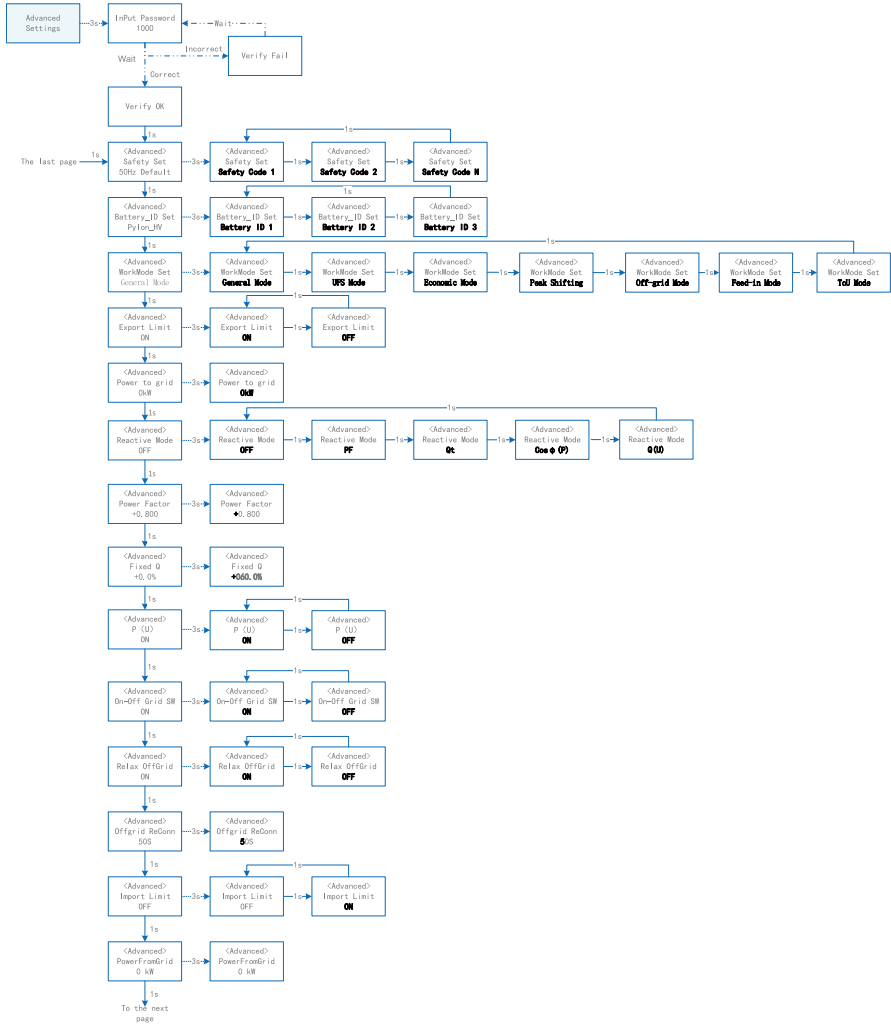 Advanced
Settings
3s
InPut Password
1000
Wait
Incorrect
Verify Fail
Wait
Correct
Verify OK
1s
1s
The last page
1s
<Advanced>
Safety Set
50Hz Default
3s
<Advanced>
Safety Set
Safety Code 1
1s
<Advanced>
Safety Set
Safety Code 2
1s
<Advanced>
Safety Set
Safety Code N
1s
1s
<Advanced>
Battery_ID Set
Pylon_HV
3s
<Advanced>
Battery_ID Set
Battery ID 1
1s
<Advanced>
Battery_ID Set
Battery ID 2
1s
<Advanced>
Battery_ID Set
Battery ID 3
1s
1s
<Advanced>
WorkMode Set
General Mode
3s
<Advanced>
WorkMode Set
General Mode
1s
<Advanced>
WorkMode Set
UPS Mode
1s
<Advanced>
WorkMode Set
Economic Mode
1s
<Advanced>
WorkMode Set
Peak Shifting
1s
<Advanced>
WorkMode Set
Off-grid Mode
1s
<Advanced>
WorkMode Set
Feed-in Mode
1s
<Advanced>
WorkMode Set
ToU Mode
1s
1s
<Advanced>
Export Limit
ON
3s
<Advanced>
Export Limit
ON
1s
<Advanced>
Export Limit
OFF
1s
<Advanced>
Power to grid
0kW
3s
<Advanced>
Power to grid
0kW
1s
1s
<Advanced>
Reactive Mode
OFF
3s
<Advanced>
Reactive Mode
OFF
1s
<Advanced>
Reactive Mode
PF
1s
<Advanced>
Reactive Mode
Qt
1s
<Advanced>
Reactive Mode
Cos φ (P)
1s
<Advanced>
Reactive Mode
Q(U)
1s
<Advanced>
Power Factor
+0.800
3s
<Advanced>
Power Factor
+0.800
1s
<Advanced>
Fixed Q
+0.0%
3s
<Advanced>
Fixed Q
+060.0%
1s
1s
<Advanced>
P (U)
ON
3s
<Advanced>
P (U)
ON
1s
<Advanced>
P (U)
OFF
1s
1s
<Advanced>
On-Off Grid SW
ON
3s
<Advanced>
On-Off Grid SW
ON
1s
<Advanced>
On-Off Grid SW
OFF
1s
1s
<Advanced>
Relax OffGrid
ON
3s
<Advanced>
Relax OffGrid
ON
1s
<Advanced>
Relax OffGrid
OFF
1s
<Advanced>
Offgrid ReConn
50S
3s
<Advanced>
Offgrid ReConn
50S
1s
1s
<Advanced>
Import Limit
OFF
3s
<Advanced>
Import Limit
OFF
1s
<Advanced>
Import Limit
ON
1s
<Advanced>
PowerFromGrid
0 kW
3s
<Advanced>
PowerFromGrid
0 kW
1s
To the next
page